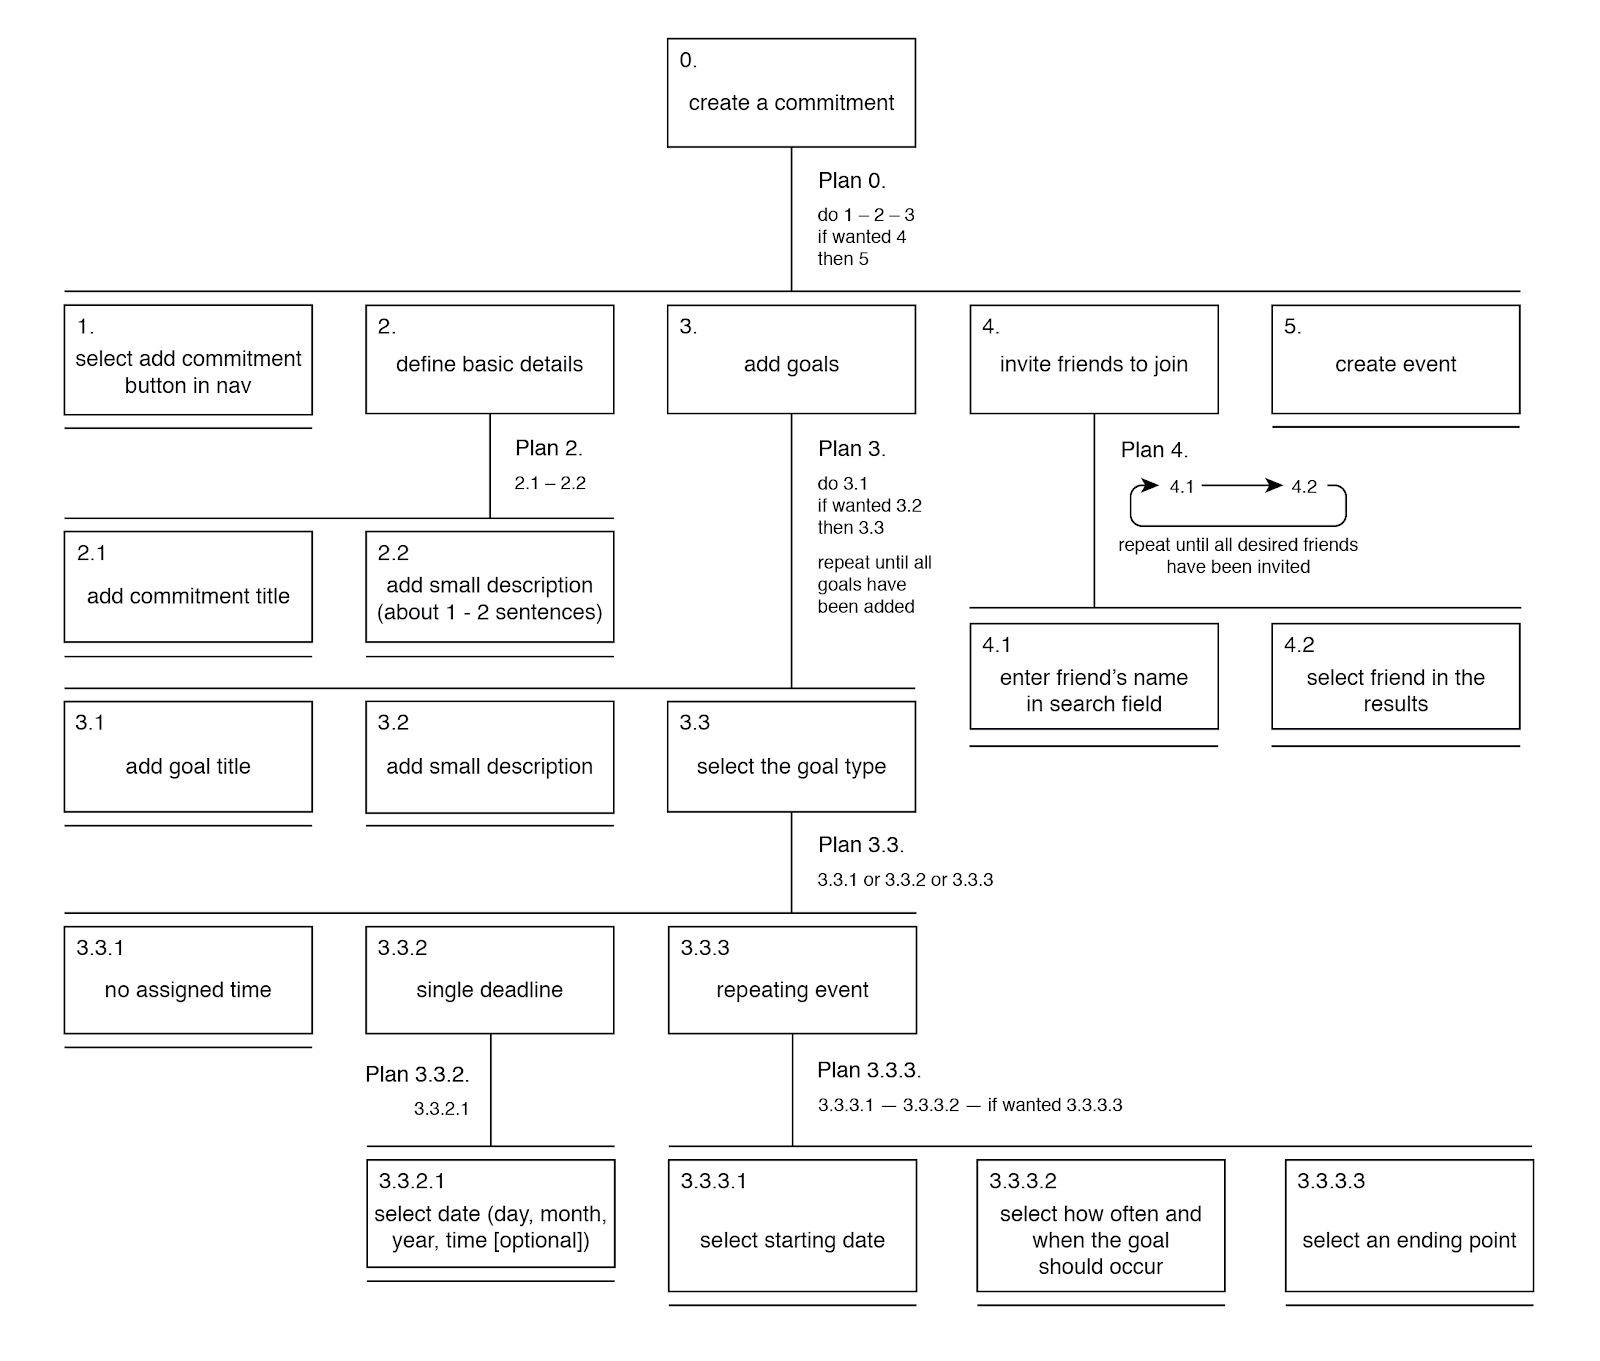 0.
create a commitment
Plan 0.
do 1 – 2 – 3
if wanted 4
then 5
1.
select add commitment
button in nav
2.
define basic details
3.
add goals
4.
invite friends to join
5.
create event
Plan 2.
2.1 – 2.2
Plan 3.
do 3.1
if wanted 3.2
then 3.3
repeat until all
goals have
been added
Plan 4.
4.1 4.2
repeat until all desired friends
have been invited
2.1
add commitment title
2.2
add small description
(about 1 - 2 sentences)
4.1
enter friend’s name
in search field
4.2
select friend in the
results
3.1
add goal title
3.2
add small description
3.3
select the goal type
Plan 3.3.
3.3.1 or 3.3.2 or 3.3.3
3.3.1
no assigned time
3.3.2
single deadline
3.3.3
repeating event
Plan 3.3.2.
3.3.2.1
Plan 3.3.3.
3.3.3.1 — 3.3.3.2 — if wanted 3.3.3.3
3.3.2.1
select date (day, month,
year, time [optional])
3.3.3.1
select starting date
3.3.3.2
select how often and
when the goal
should occur
3.3.3.3
select an ending point